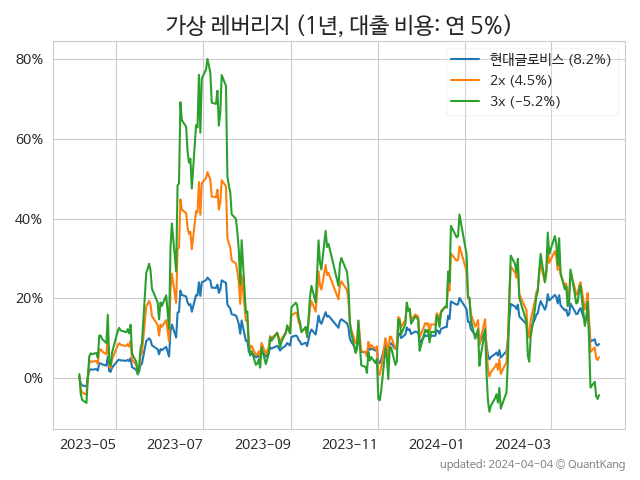 가상 레버리지 (1년, 대출 비용: 연 5%)
현대글로비스 (8.2%)
2x (4.5%)
3x (−5.2%)
80%
60%
40%
20%
0%
2023-05 2023-07 2023-09 2023-11 2024-01 2024-03
updated: 2024-04-04 © QuantKang